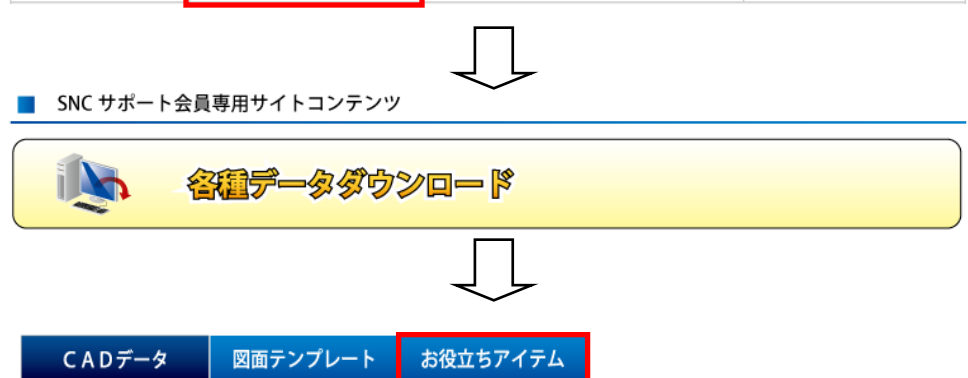 SNC サポート会員専用サイトコンテンツ
各種データダウンロード
CADデータ 図面テンプレート お役立ちアイテム